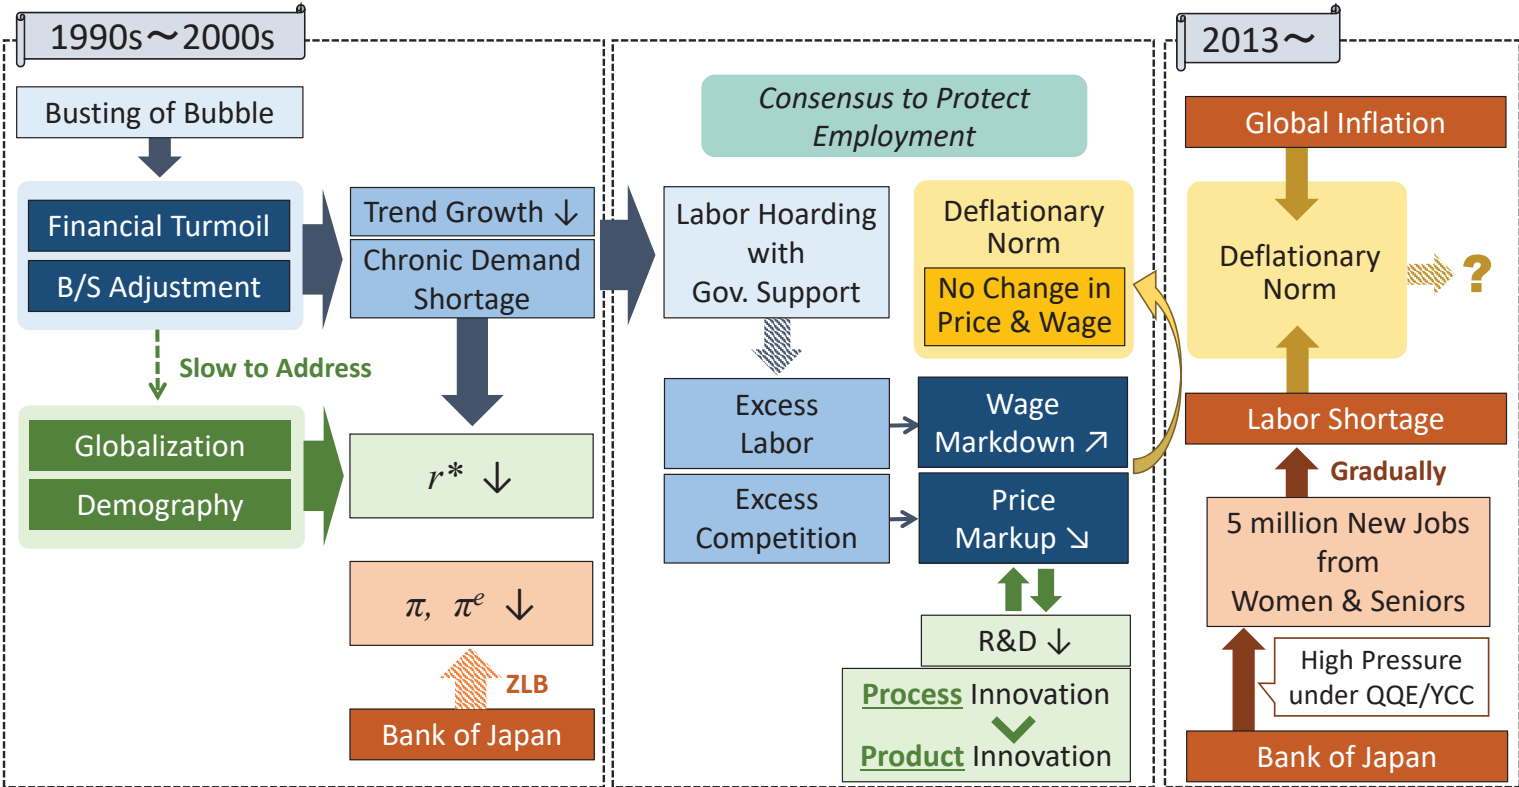 1990s～2000s
Busting of Bubble
Financial Turmoil
B/S Adjustment
Slow to Address
Globalization
Demography
Trend Growth ↓
Chronic Demand
Shortage
r* ↓
π, πᵉ ↓
ZLB
Bank of Japan
Consensus to Protect
Employment
Labor Hoarding
with
Gov. Support
Deflationary
Norm
No Change in
Price & Wage
Excess
Labor
Wage
Markdown ↗
Excess
Competition
Price
Markup ↘
R&D ↓
Process Innovation
Product Innovation
2013～
Global Inflation
Deflationary
Norm
?
Labor Shortage
Gradually
5 million New Jobs
from
Women & Seniors
High Pressure
under QQE/YCC
Bank of Japan